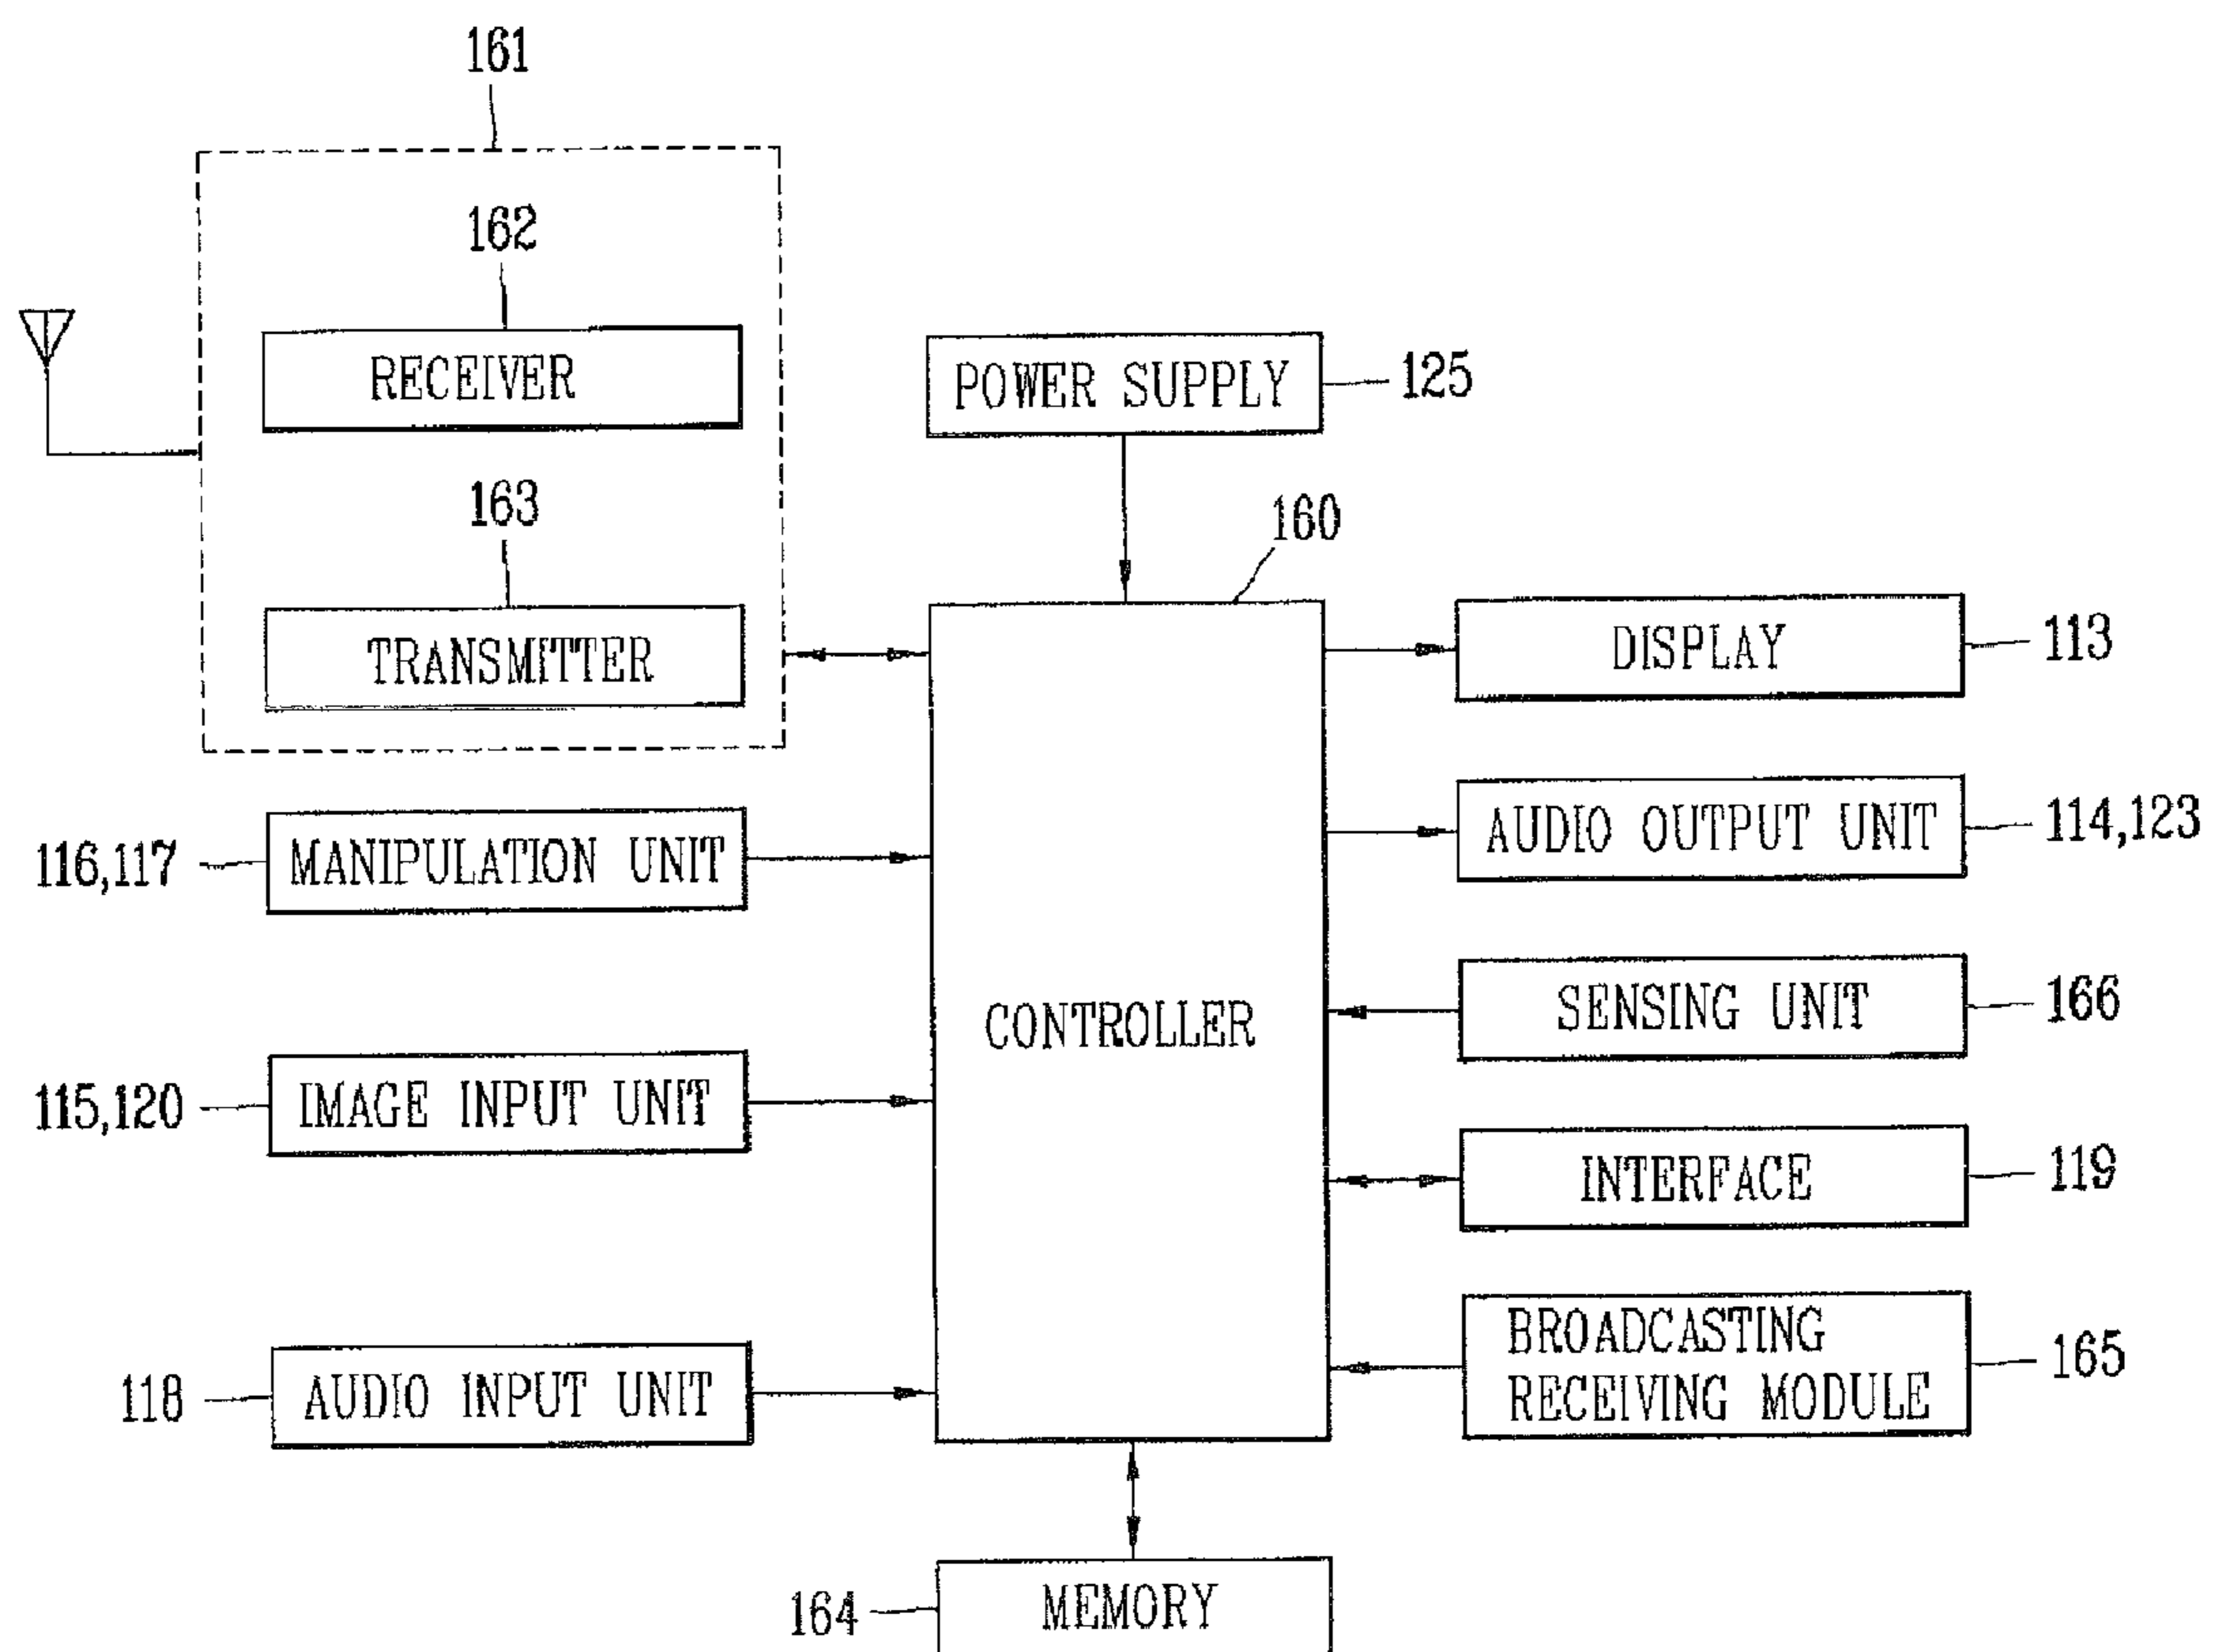 161
162
RECEIVER
POWER SUPPLY
125
163
160
TRANSMITTER
DISPLAY
113
116,117
MANIPULATION UNIT
AUDIO OUTPUT UNIT
114,123
CONTROLLER
SENSING UNIT
166
115,120
IMAGE INPUT UNIT
INTERFACE
119
118
AUDIO INPUT UNIT
BROADCASTING
RECEIVING MODULE
165
164
MEMORY